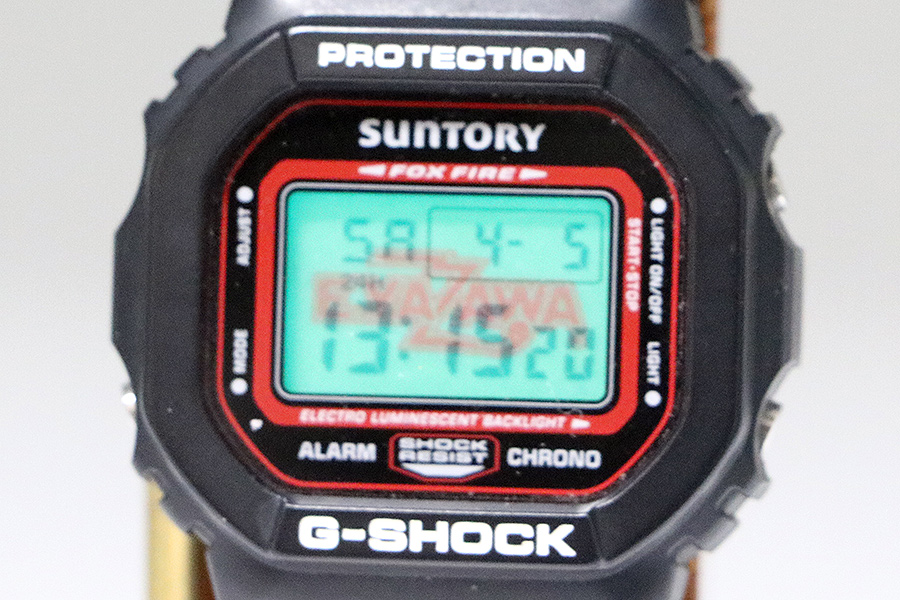 PROTECTION
SUNTORY
FOX FIRE
ADJUST
LIGHT ON/OFF
START·STOP
SA 4- 5
24H
E.YAZAWA
13:15 20
MODE
LIGHT
ELECTRO LUMINESCENT BACKLIGHT
ALARM
SHOCK
RESIST
CHRONO
G-SHOCK